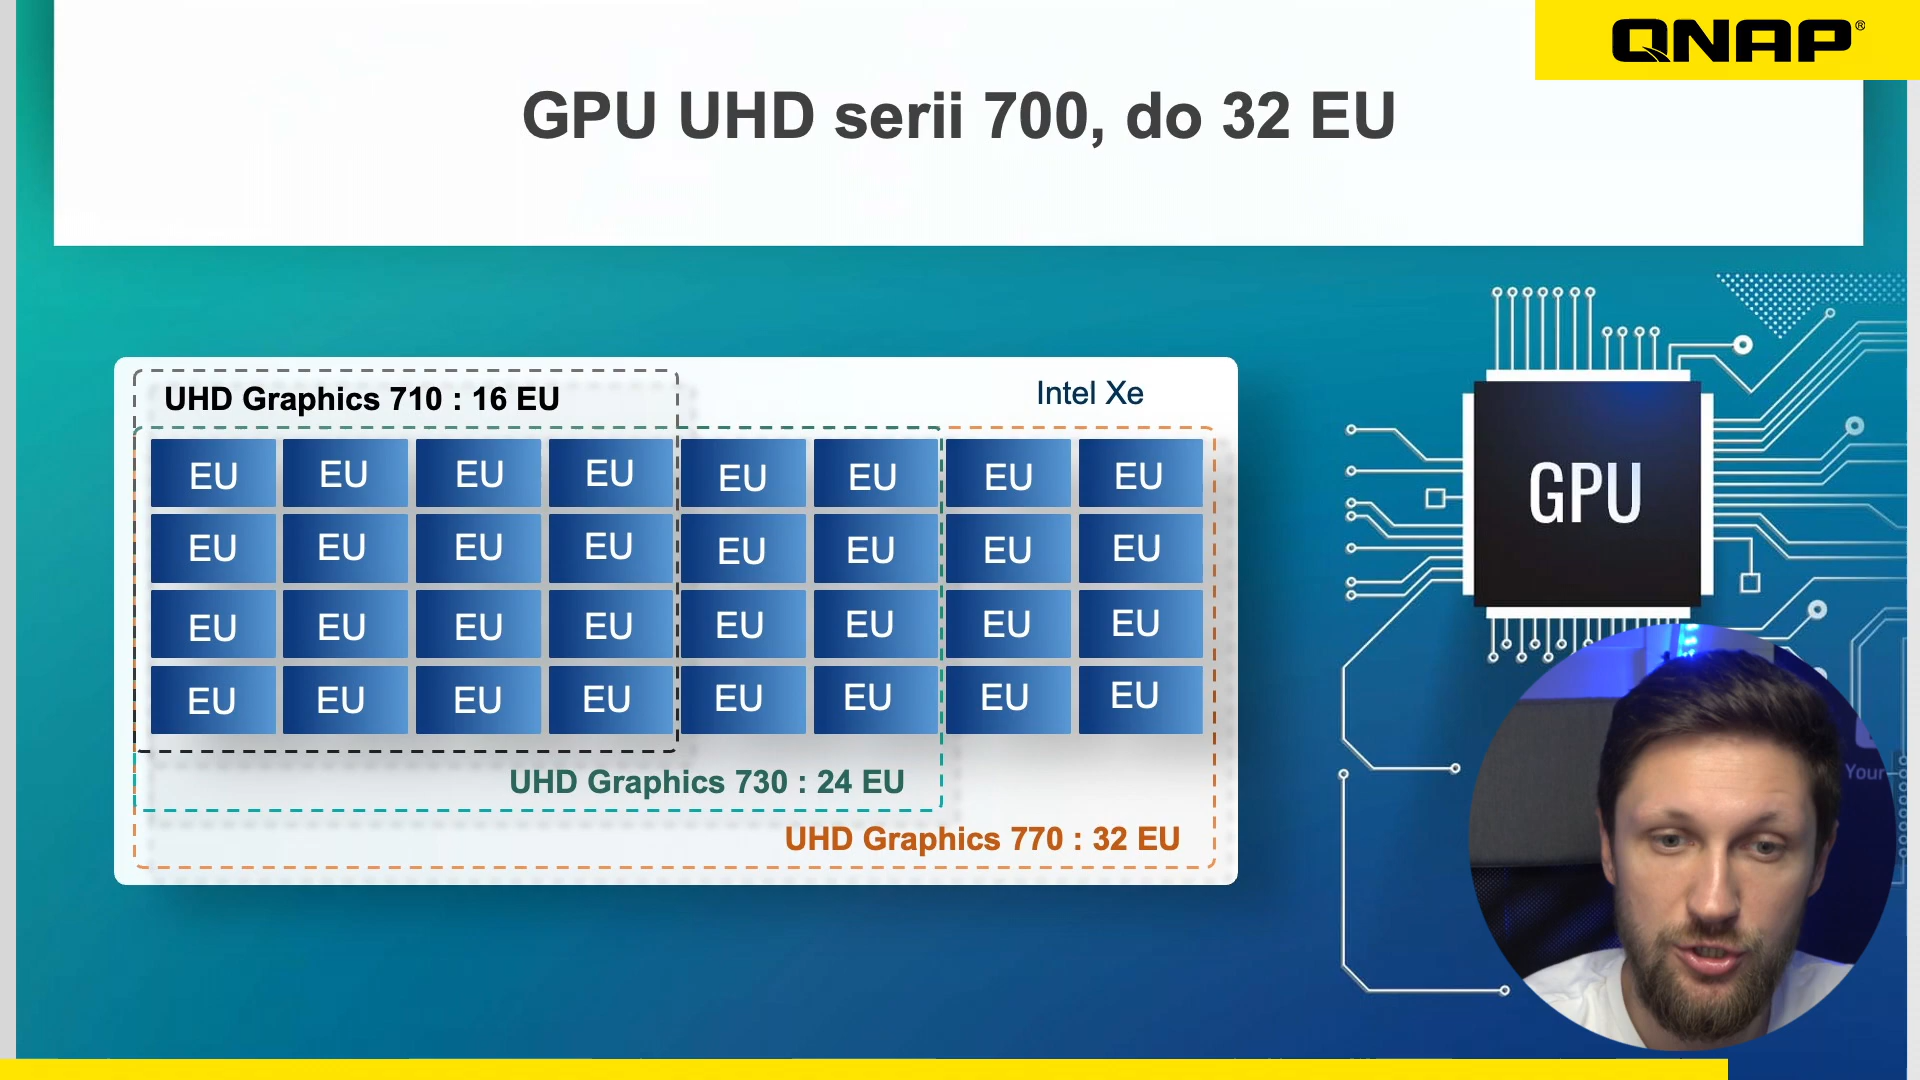 QNAP®
GPU UHD serii 700, do 32 EU
UHD Graphics 710 : 16 EU
Intel Xe
EU EU EU EU EU EU EU EU
EU EU EU EU EU EU EU EU
EU EU EU EU EU EU EU EU
EU EU EU EU EU EU EU EU
UHD Graphics 730 : 24 EU
UHD Graphics 770 : 32 EU
GPU
Your